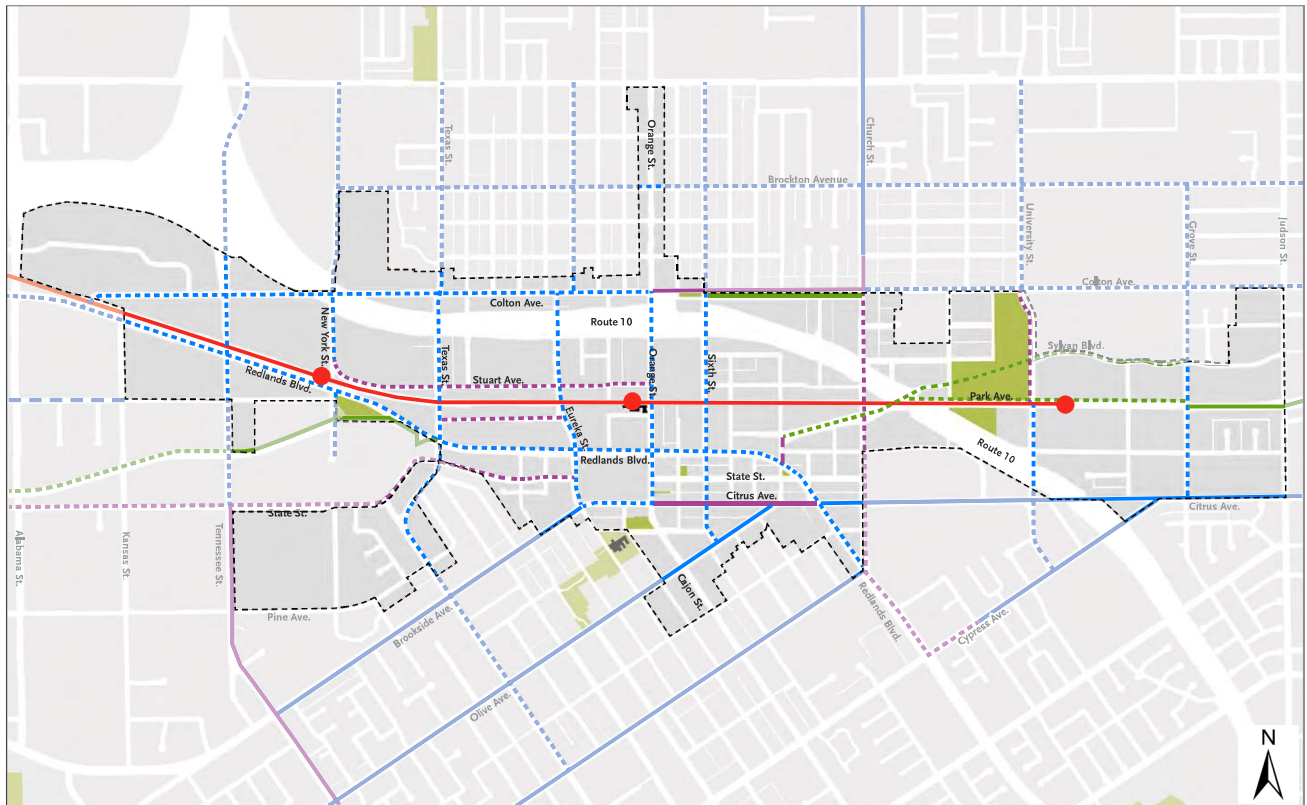 Orange St.
Texas St.
Church St.
Brockton Avenue
University St.
Grove St.
Judson St.
Colton Ave.
Colton Ave.
Route 10
New York St.
Texas St.
Orange St.
Sixth St.
Sylvan Blvd.
Redlands Blvd.
Stuart Ave.
Park Ave.
Eureka St.
Route 10
Redlands Blvd.
State St.
Citrus Ave.
Citrus Ave.
State St.
Alabama St.
Kansas St.
Tennessee St.
Cajon St.
Redlands Blvd.
Pine Ave.
Brookside Ave.
Cypress Ave.
Olive Ave.
N